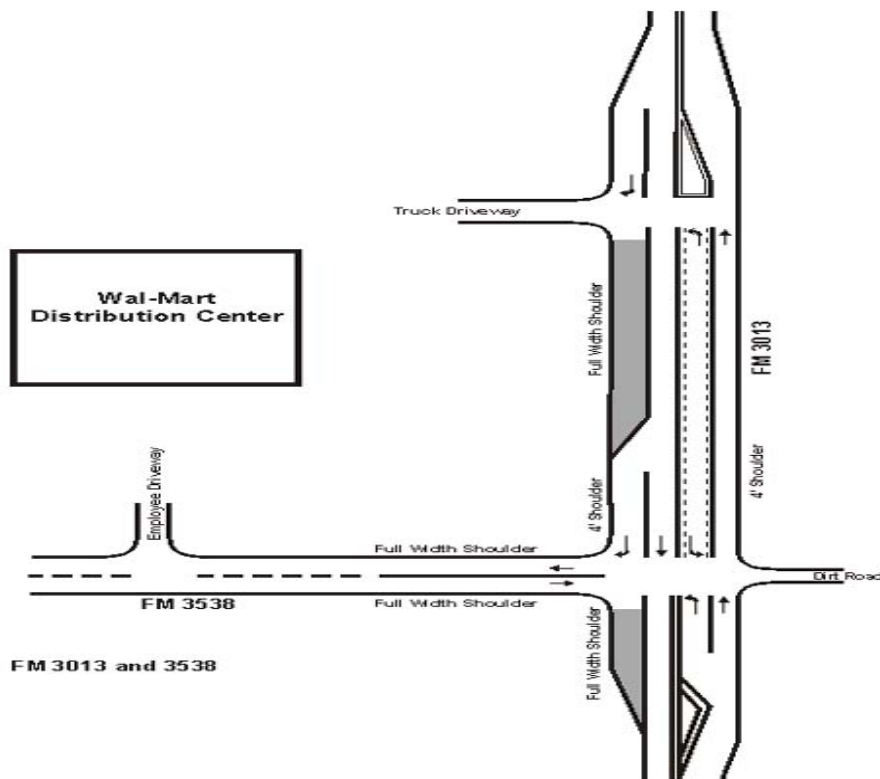 Truck Driveway
Wal-Mart
Distribution Center
Full Width Shoulder
FM 3013
Employee Driveway
4' Shoulder
4' Shoulder
Full Width Shoulder
Dirt Road
FM 3538
Full Width Shoulder
Full Width Shoulder
FM 3013 and 3538